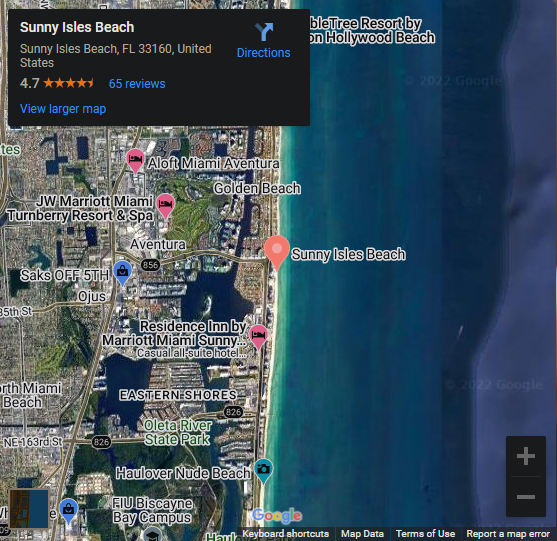 Sunny Isles Beach
Sunny Isles Beach, FL 33160, United
States
4.7
65 reviews
View larger map
Directions
bleTree Resort by
on Hollywood Beach
© 2022 Google
tes
Aloft Miami Aventura
Golden Beach
JW Marriott Miami
Turnberry Resort & Spa
Aventura
856
Sunny Isles Beach
Saks OFF 5TH
Ojus
85th St
Residence Inn by
Marriott Miami Sunny...
Casual all-suite hotel...
© 2022 Google
orth Miami
Beach
EASTERN SHORES
826
Oleta River
State Park
NE 163rd St
826
Haulover Nude Beach
FIU Biscayne
Bay Campus
Google
Haulo
09
Keyboard shortcuts
Map Data
Terms of Use
Report a map error